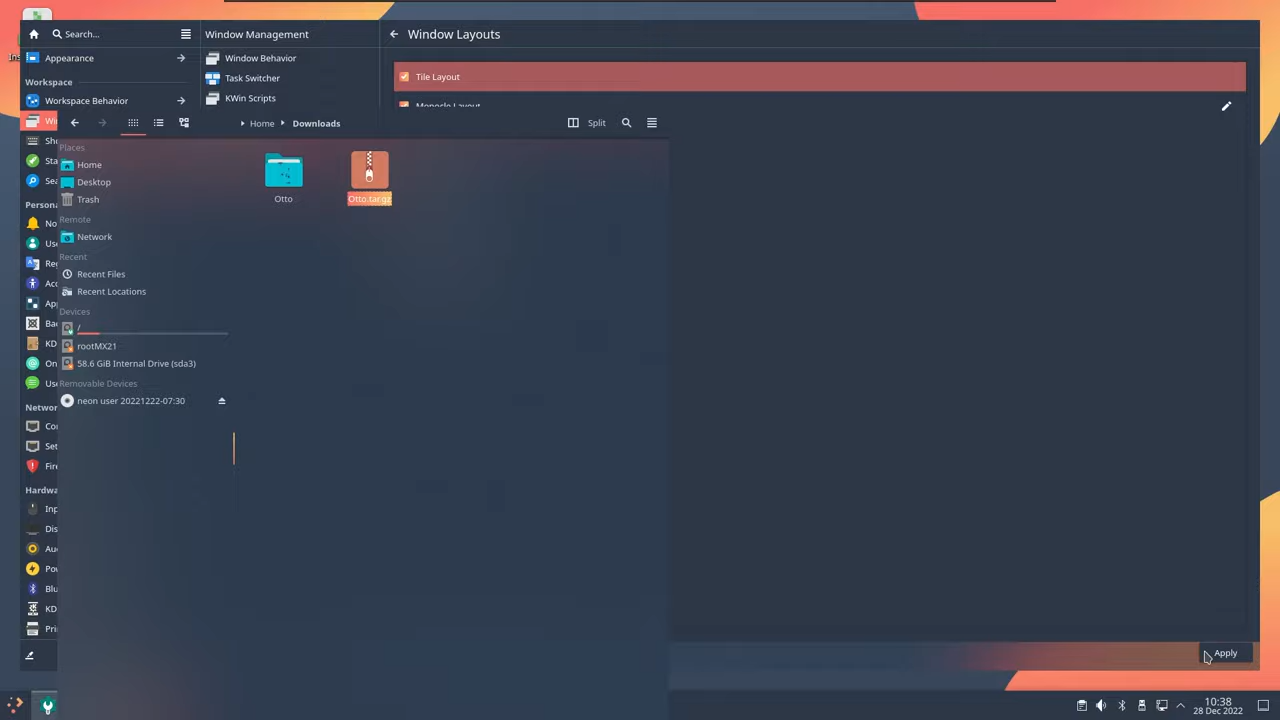 Search...
Window Management
Window Layouts
Appearance
Window Behavior
Tile Layout
Workspace
Task Switcher
Workspace Behavior
KWin Scripts
Monocle Layout
Home
Downloads
Split
Places
Home
Otto
Otto.tar.gz
Desktop
Trash
Remote
Network
Recent
Recent Files
Recent Locations
Devices
/
rootMX21
58.6 GiB Internal Drive (sda3)
Removable Devices
neon user 20221222-07:30
Apply
10:38
28 Dec 2022